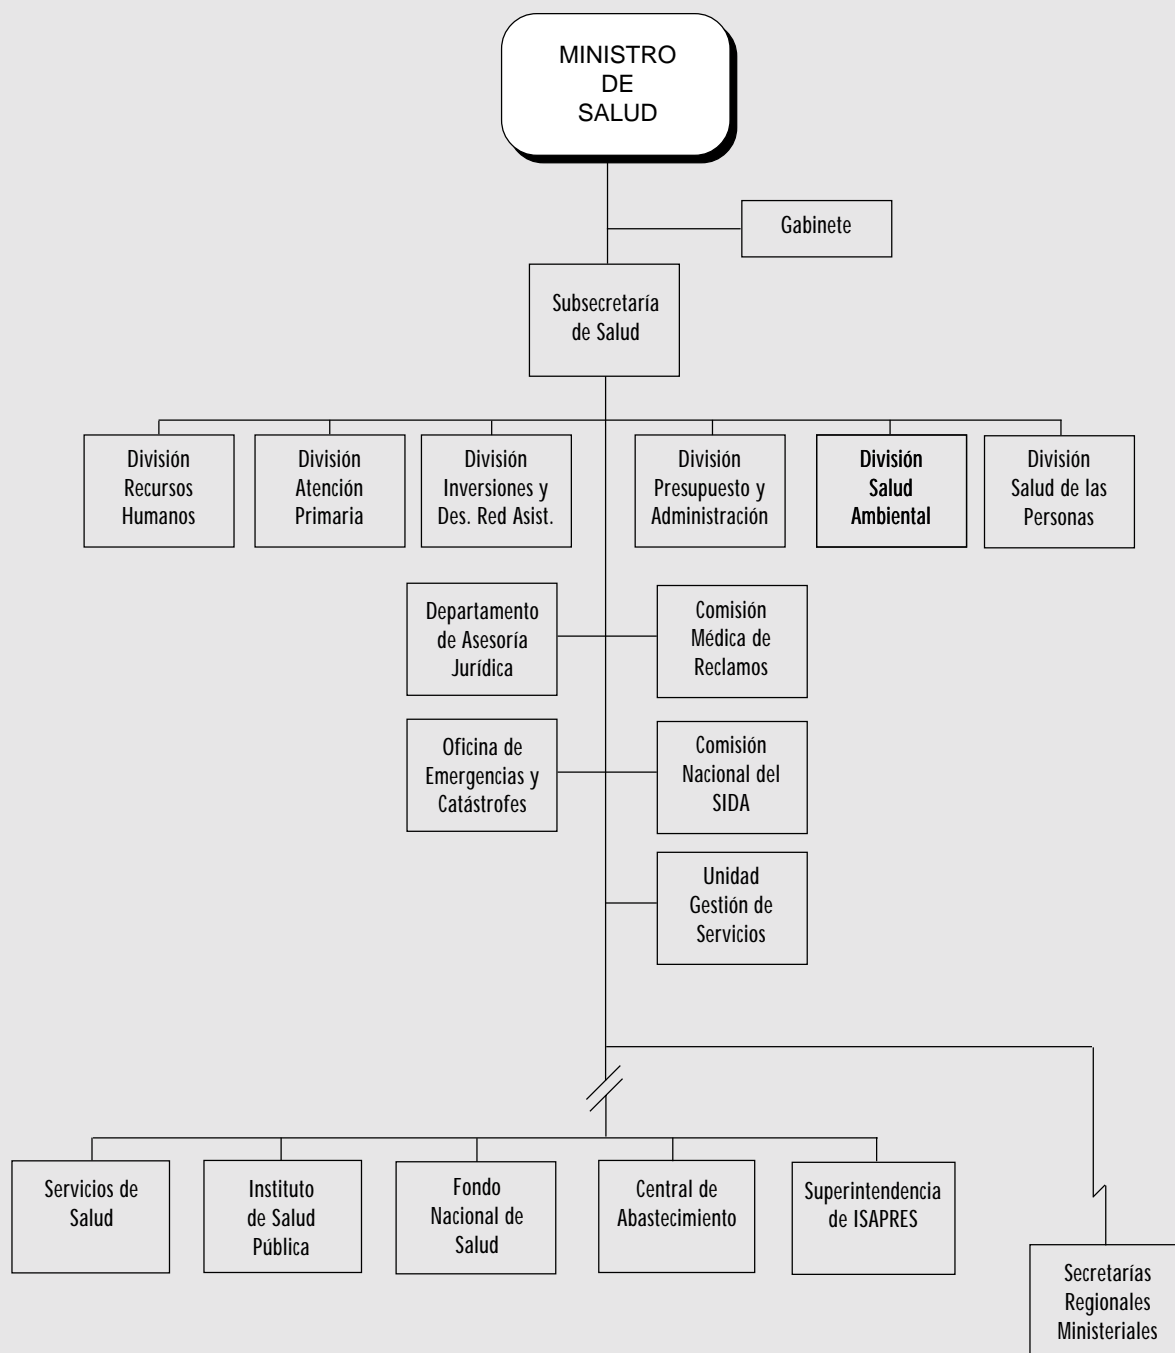 MINISTRO
DE
SALUD
Gabinete
Subsecretaría
de Salud
División
Recursos
Humanos
División
Atención
Primaria
División
Inversiones y
Des. Red Asist.
División
Presupuesto y
Administración
División
Salud
Ambiental
División
Salud de las
Personas
Departamento
de Asesoría
Jurídica
Comisión
Médica de
Reclamos
Oficina de
Emergencias y
Catástrofes
Comisión
Nacional del
SIDA
Unidad
Gestión de
Servicios
Servicios de
Salud
Instituto
de Salud
Pública
Fondo
Nacional de
Salud
Central de
Abastecimiento
Superintendencia
de ISAPRES
Secretarías
Regionales
Ministeriales